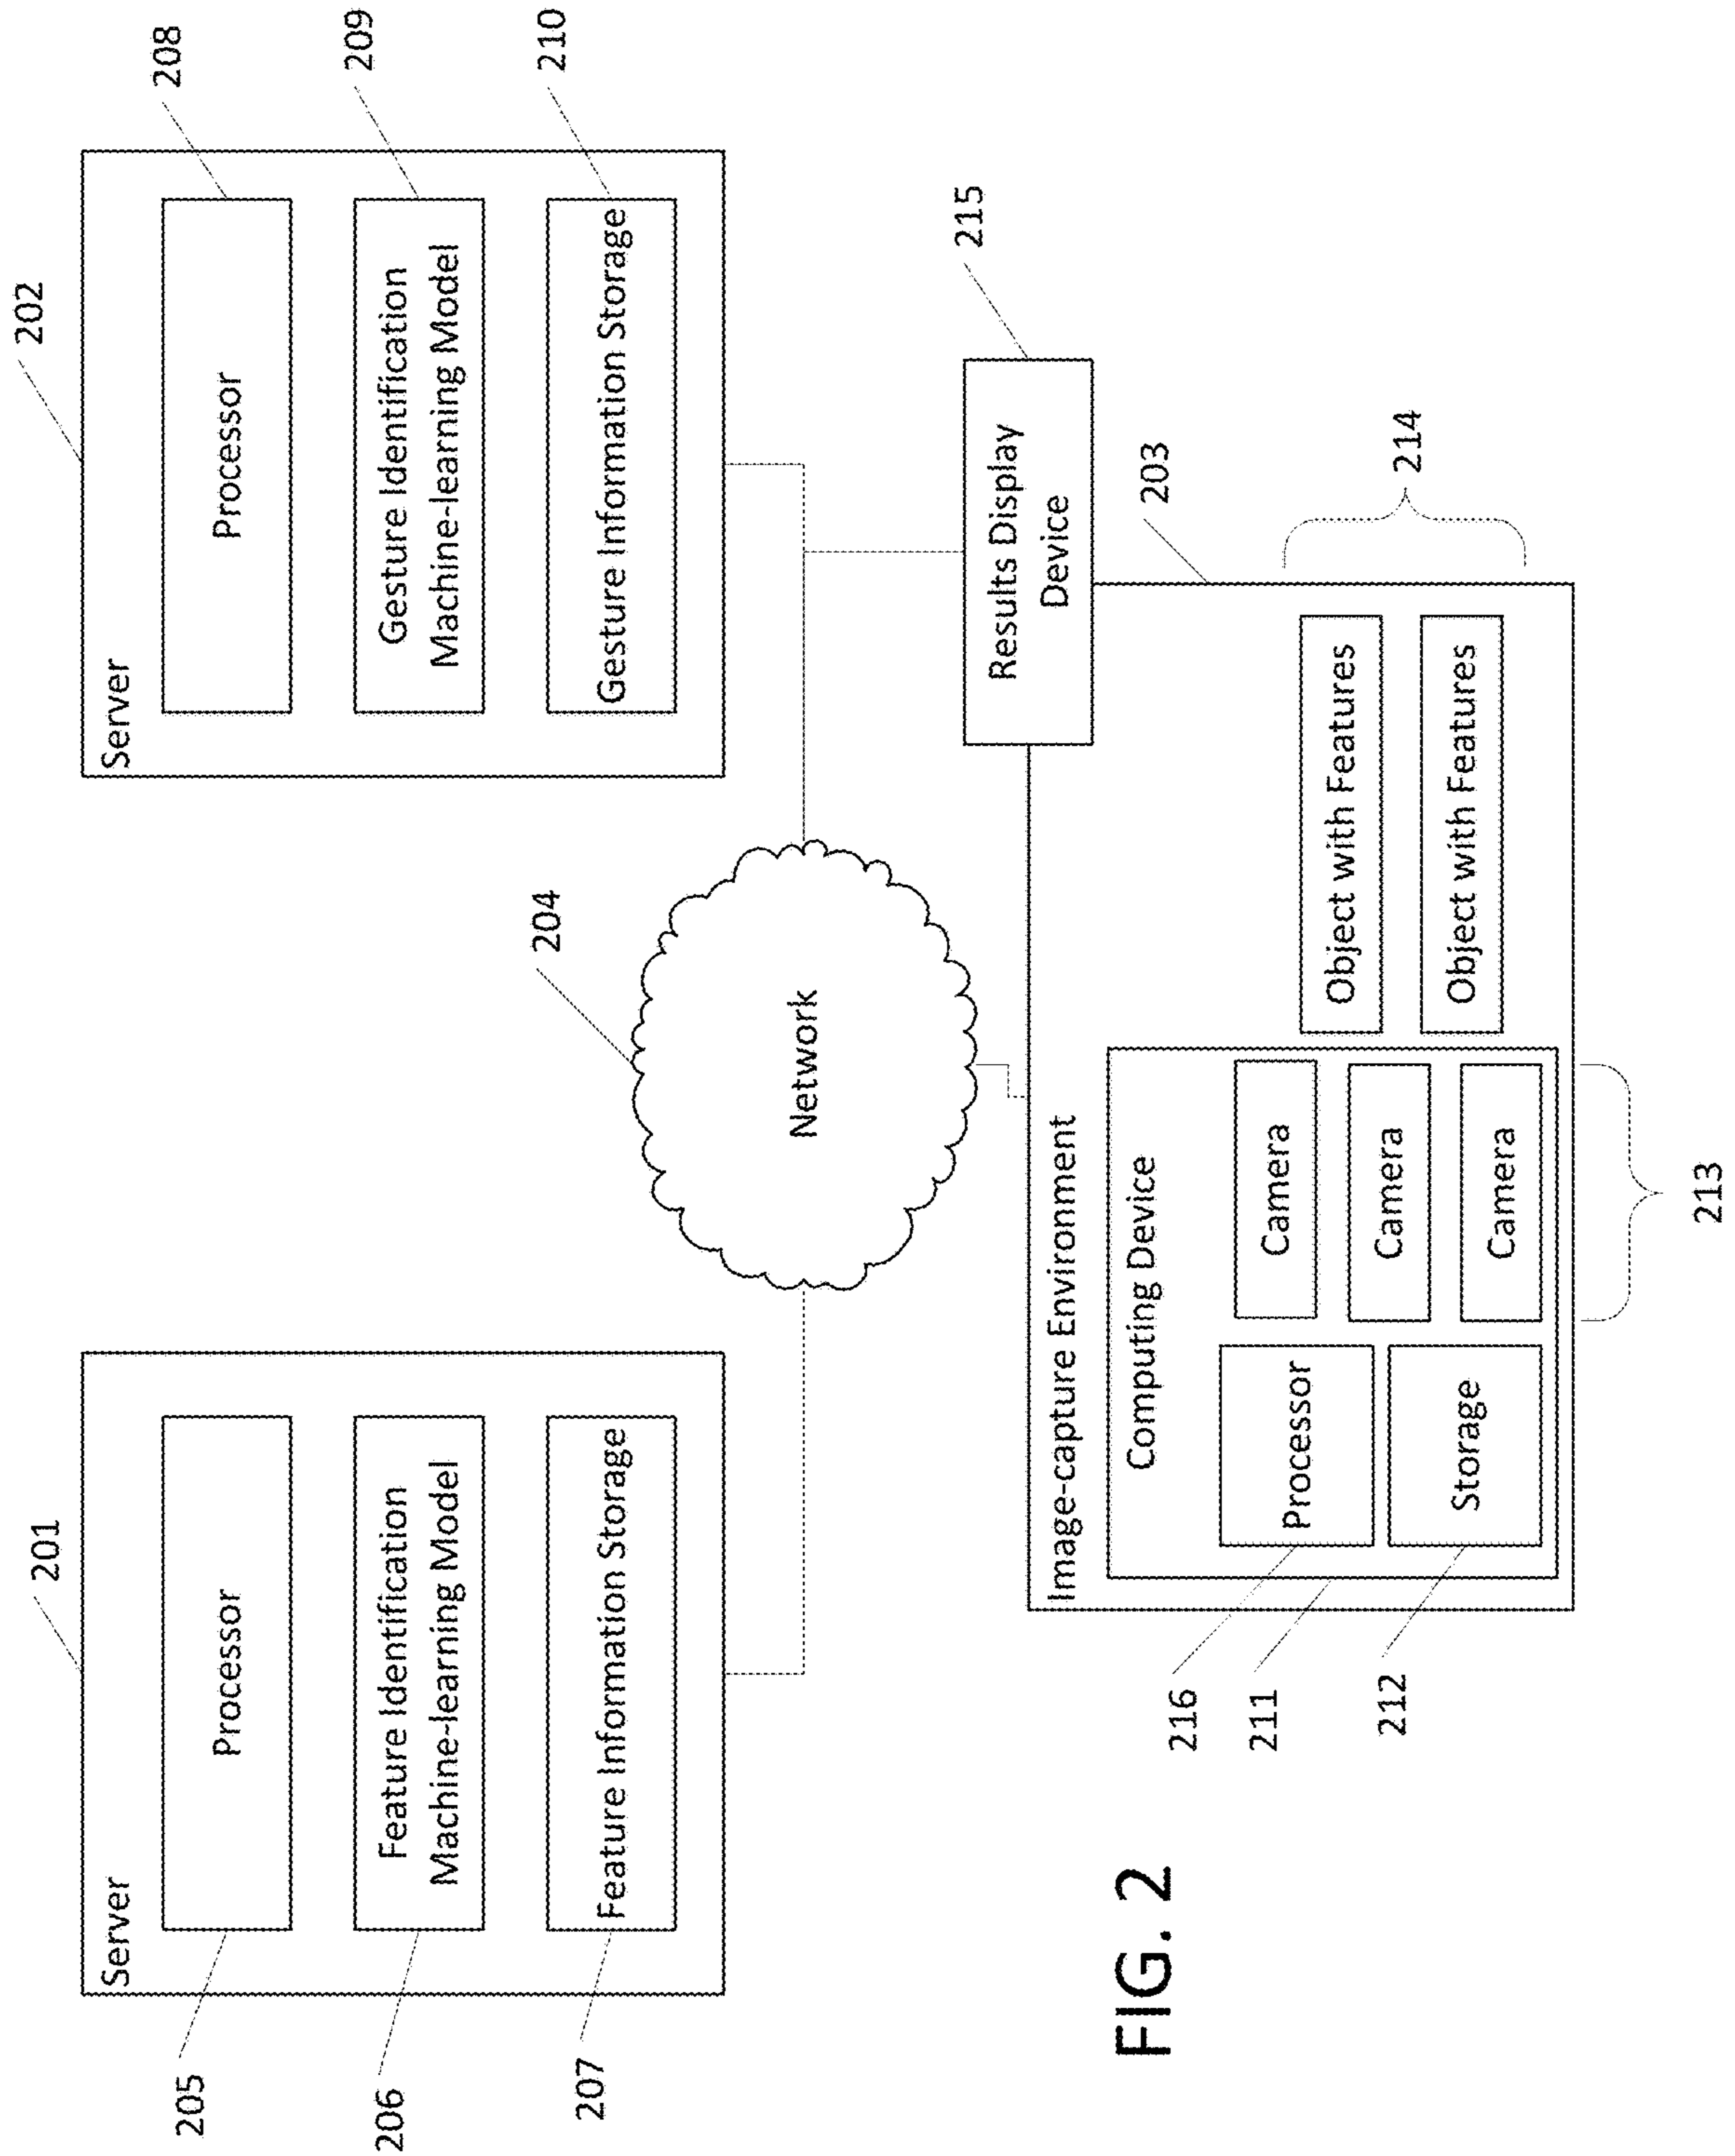 201
Server
205
Processor
206
Feature Identification
Machine-learning Model
207
Feature Information Storage
202
Server
Processor
208
Gesture Identification
Machine-learning Model
209
Gesture Information Storage
210
204
Network
Results Display
Device
215
203
Image-capture Environment
Computing Device
216
Processor
211
212
Storage
Camera
Camera
Camera
213
Object with Features
Object with Features
214
FIG. 2